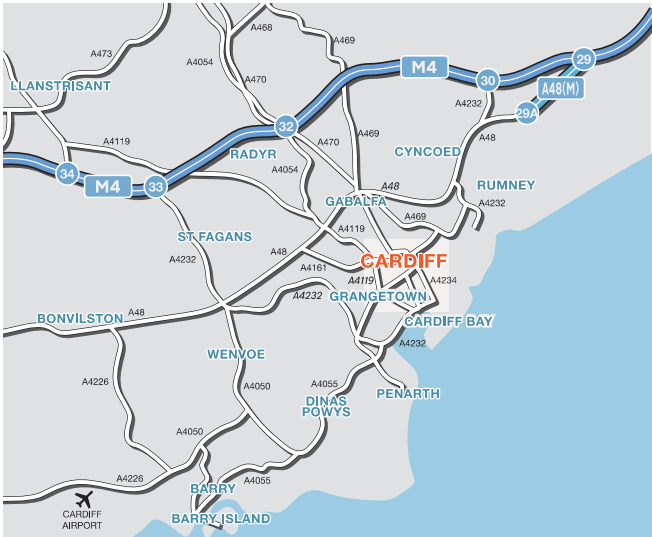 A468
A469
A473
A4054
29
M4
A470
30
LLANSTRISANT
A48(M)
A4232
29A
32
A4119
A470
A469
A48
CYNCOED
RADYR
A4054
34
M4
33
A48
RUMNEY
GABALFA
A4232
A469
A4119
ST FAGANS
A48
A4232
CARDIFF
A4161
A4119
A4234
A4232
GRANGETOWN
A48
BONVILSTON
CARDIFF BAY
A4232
WENVOE
A4226
A4050
A4055
PENARTH
DINAS
POWYS
A4050
A4226
A4055
BARRY
CARDIFF
AIRPORT
BARRY ISLAND